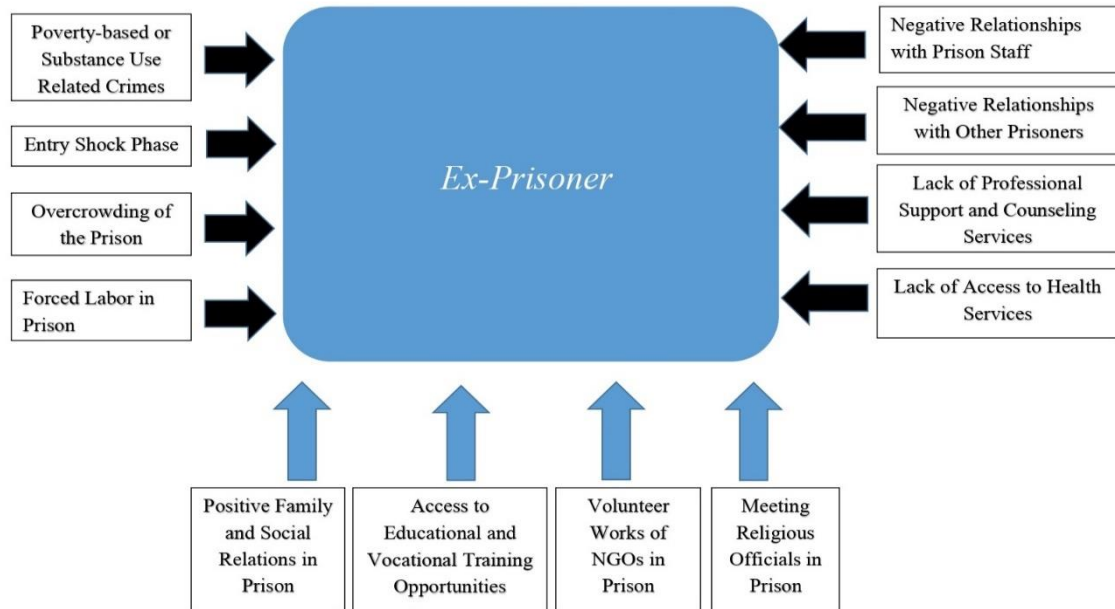 Poverty-based or
Substance Use
Related Crimes
Entry Shock Phase
Overcrowding of
the Prison
Forced Labor in
Prison
Ex-Prisoner
Negative Relationships
with Prison Staff
Negative Relationships
with Other Prisoners
Lack of Professional
Support and Counseling
Services
Lack of Access to Health
Services
Positive Family
and Social
Relations in
Prison
Access to
Educational and
Vocational Training
Opportunities
Volunteer
Works of
NGOs in
Prison
Meeting
Religious
Officials in
Prison